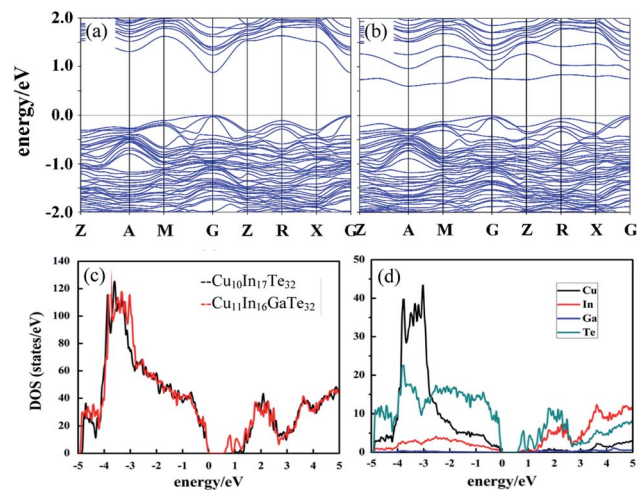 (a)
(b)
energy/eV
2.0
1.0
0.0
-1.0
-2.0
Z A M G Z R X G
Z A M G Z R X G
(c)
Cu10In17Te32
Cu11In16GaTe32
DOS (states/eV)
140
120
100
80
60
40
20
0
-5 -4 -3 -2 -1 0 1 2 3 4 5
energy/eV
(d)
Cu
In
Ga
Te
50
40
30
20
10
0
-5 -4 -3 -2 -1 0 1 2 3 4 5
energy/eV